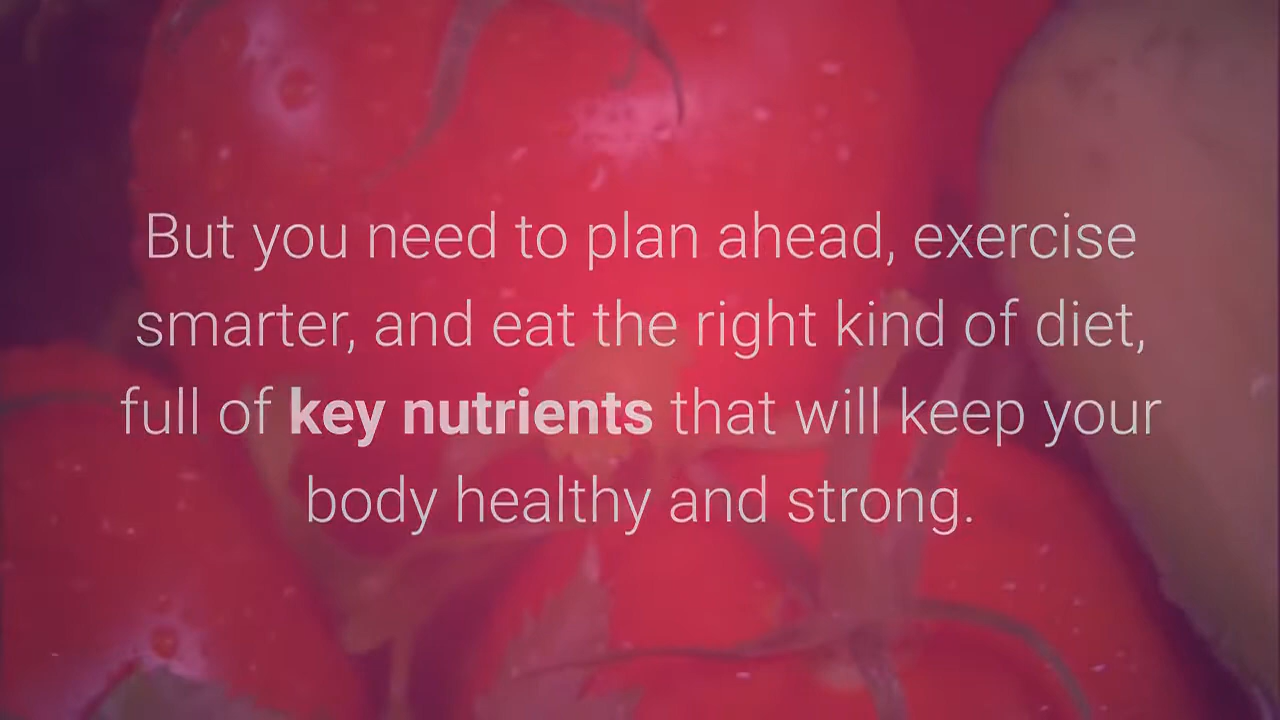 But you need to plan ahead, exercise
smarter, and eat the right kind of diet,
full of key nutrients that will keep your
body healthy and strong.